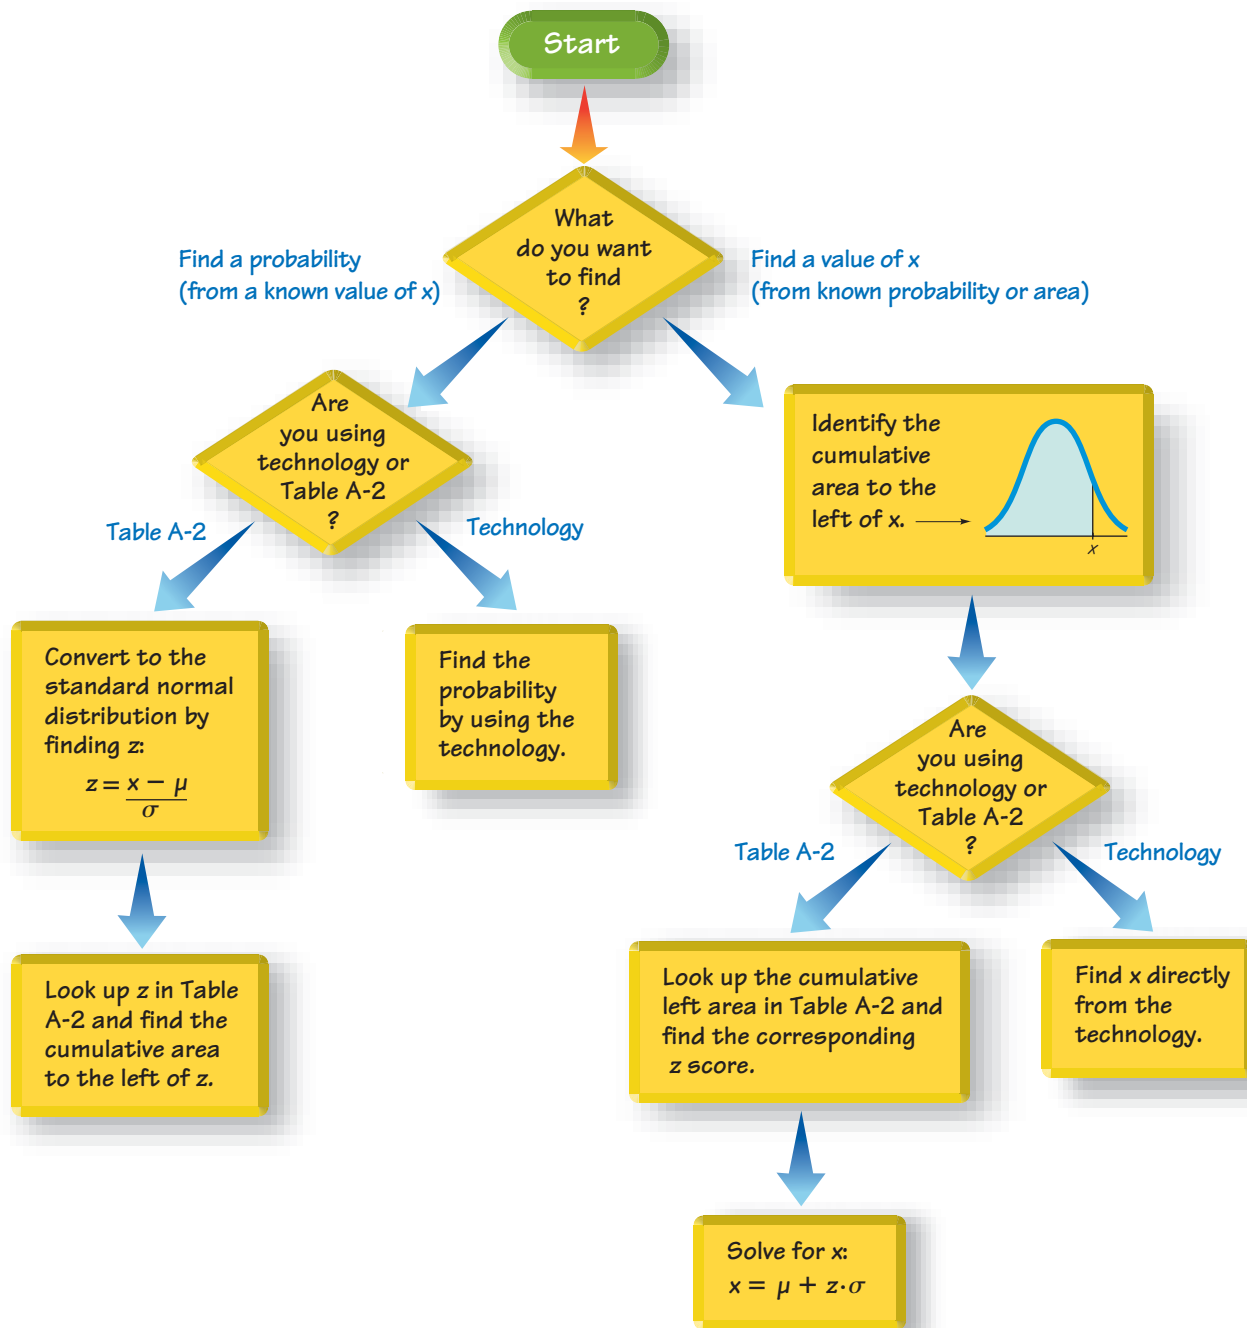 Start
What
do you want
to find
?
Find a probability
(from a known value of x)
Find a value of x
(from known probability or area)
Are
you using
technology or
Table A-2
?
Table A-2
Technology
Convert to the
standard normal
distribution by
finding z:
z = x − μ
σ
Find the
probability
by using the
technology.
Look up z in Table
A-2 and find the
cumulative area
to the left of z.
Identify the
cumulative
area to the
left of x.
x
Are
you using
technology or
Table A-2
?
Table A-2
Technology
Look up the cumulative
left area in Table A-2 and
find the corresponding
z score.
Find x directly
from the
technology.
Solve for x:
x = μ + z·σ